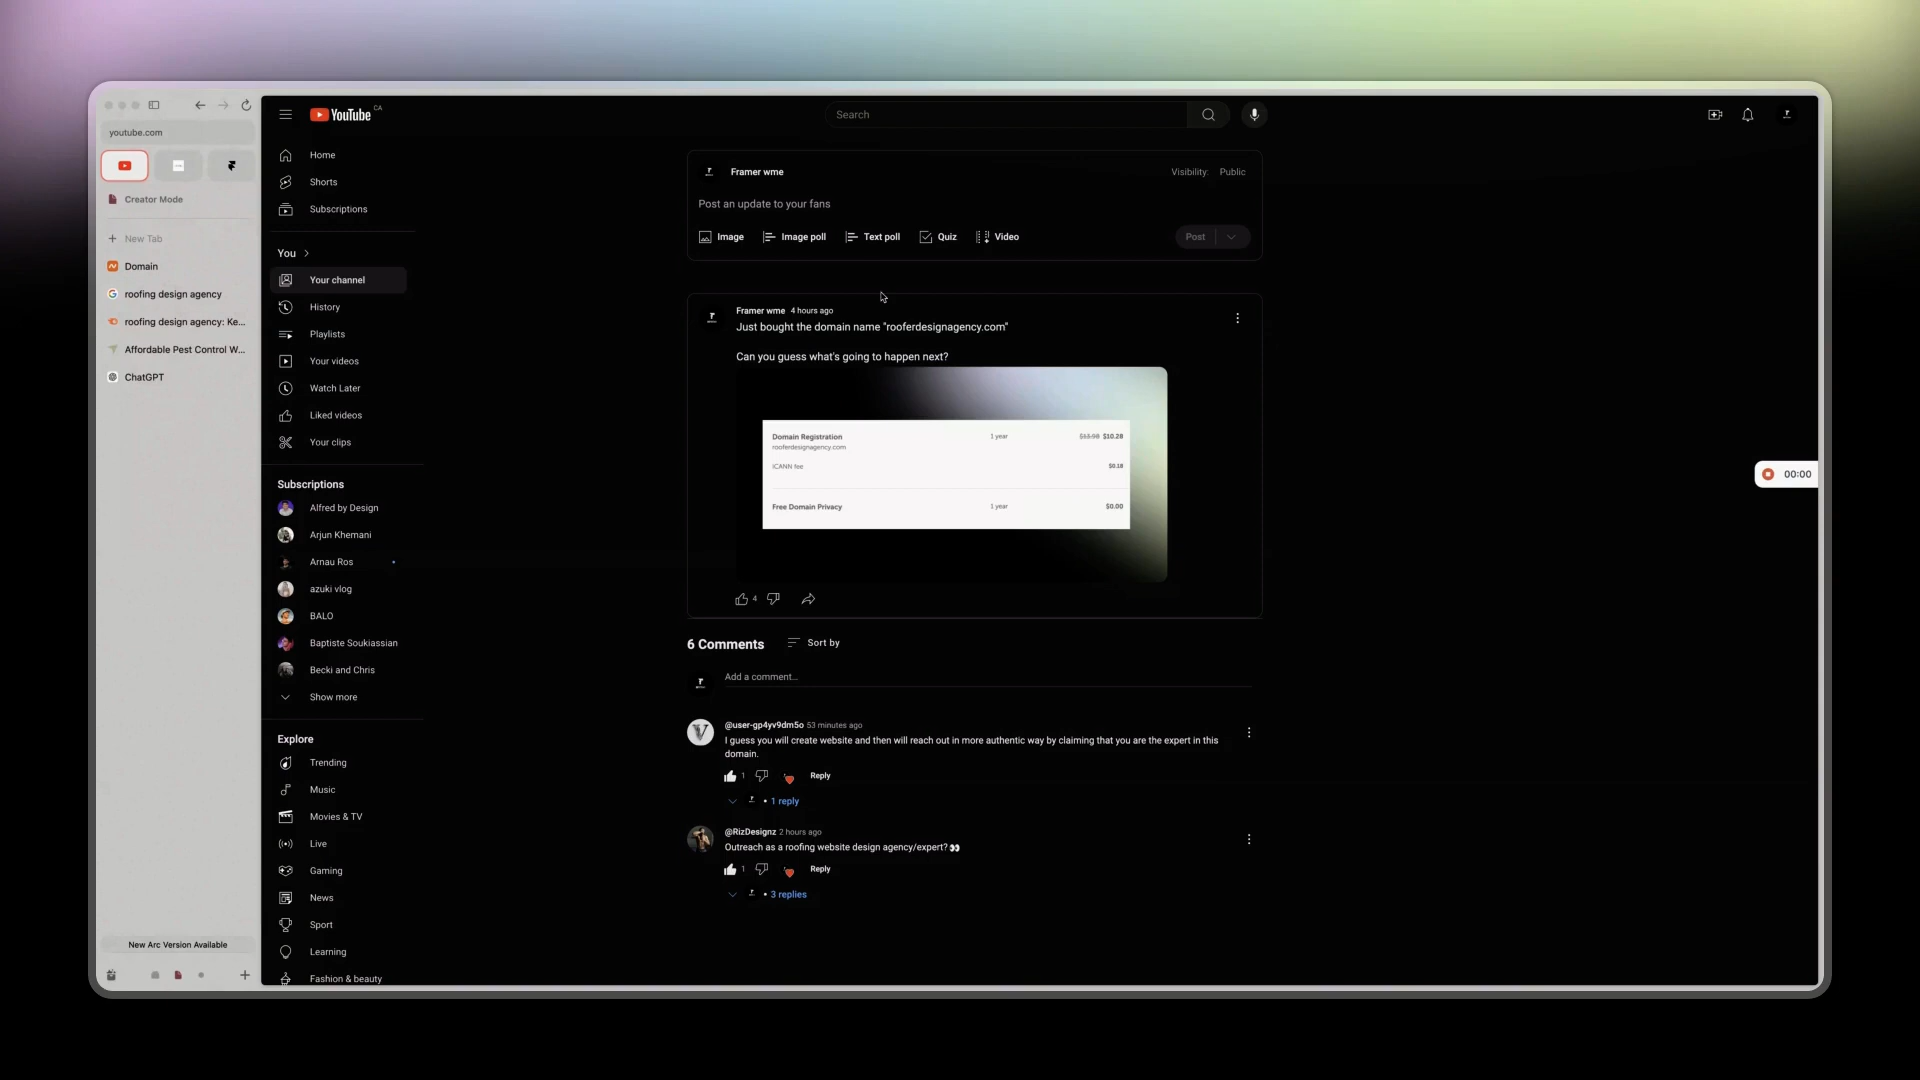 youtube.com
Creator Mode
New Tab
Domain
roofing design agency
roofing design agency: Ke...
Affordable Pest Control W...
ChatGPT
New Arc Version Available
YouTube CA
Search
Home
Shorts
Subscriptions
You
Your channel
History
Playlists
Your videos
Watch Later
Liked videos
Your clips
Subscriptions
Alfred by Design
Arjun Khemani
Arnau Ros
azuki vlog
BALO
Baptiste Soukiassian
Becki and Chris
Show more
Explore
Trending
Music
Movies & TV
Live
Gaming
News
Sport
Learning
Fashion & beauty
Framer wme
Visibility: Public
Post an update to your fans
Image Image poll Text poll Quiz Video
Post
Framer wme 4 hours ago
Just bought the domain name "rooferdesignagency.com"
Can you guess what's going to happen next?
Domain Registration 1 year $13.98 $10.28
rooferdesignagency.com
ICANN fee $0.18
Free Domain Privacy 1 year $0.00
4
6 Comments Sort by
Add a comment...
@user-gp4yv9dm5o 53 minutes ago
I guess you will create website and then will reach out in more authentic way by claiming that you are the expert in this
domain.
1 Reply
• 1 reply
@RizDesignz 2 hours ago
Outreach as a roofing website design agency/expert? 👀
1 Reply
• 3 replies
00:00